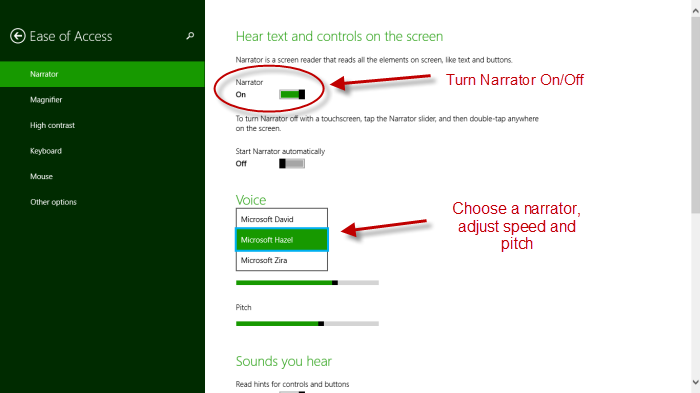 Ease of Access
Narrator
Magnifier
High contrast
Keyboard
Mouse
Other options
Hear text and controls on the screen
Narrator is a screen reader that reads all the elements on screen, like text and buttons.
Narrator
On
Turn Narrator On/Off
To turn Narrator off with a touchscreen, tap the Narrator slider, and then double-tap anywhere
on the screen.
Start Narrator automatically
Off
Voice
Microsoft David
Microsoft Hazel
Microsoft Zira
Choose a narrator,
adjust speed and
pitch
Pitch
Sounds you hear
Read hints for controls and buttons